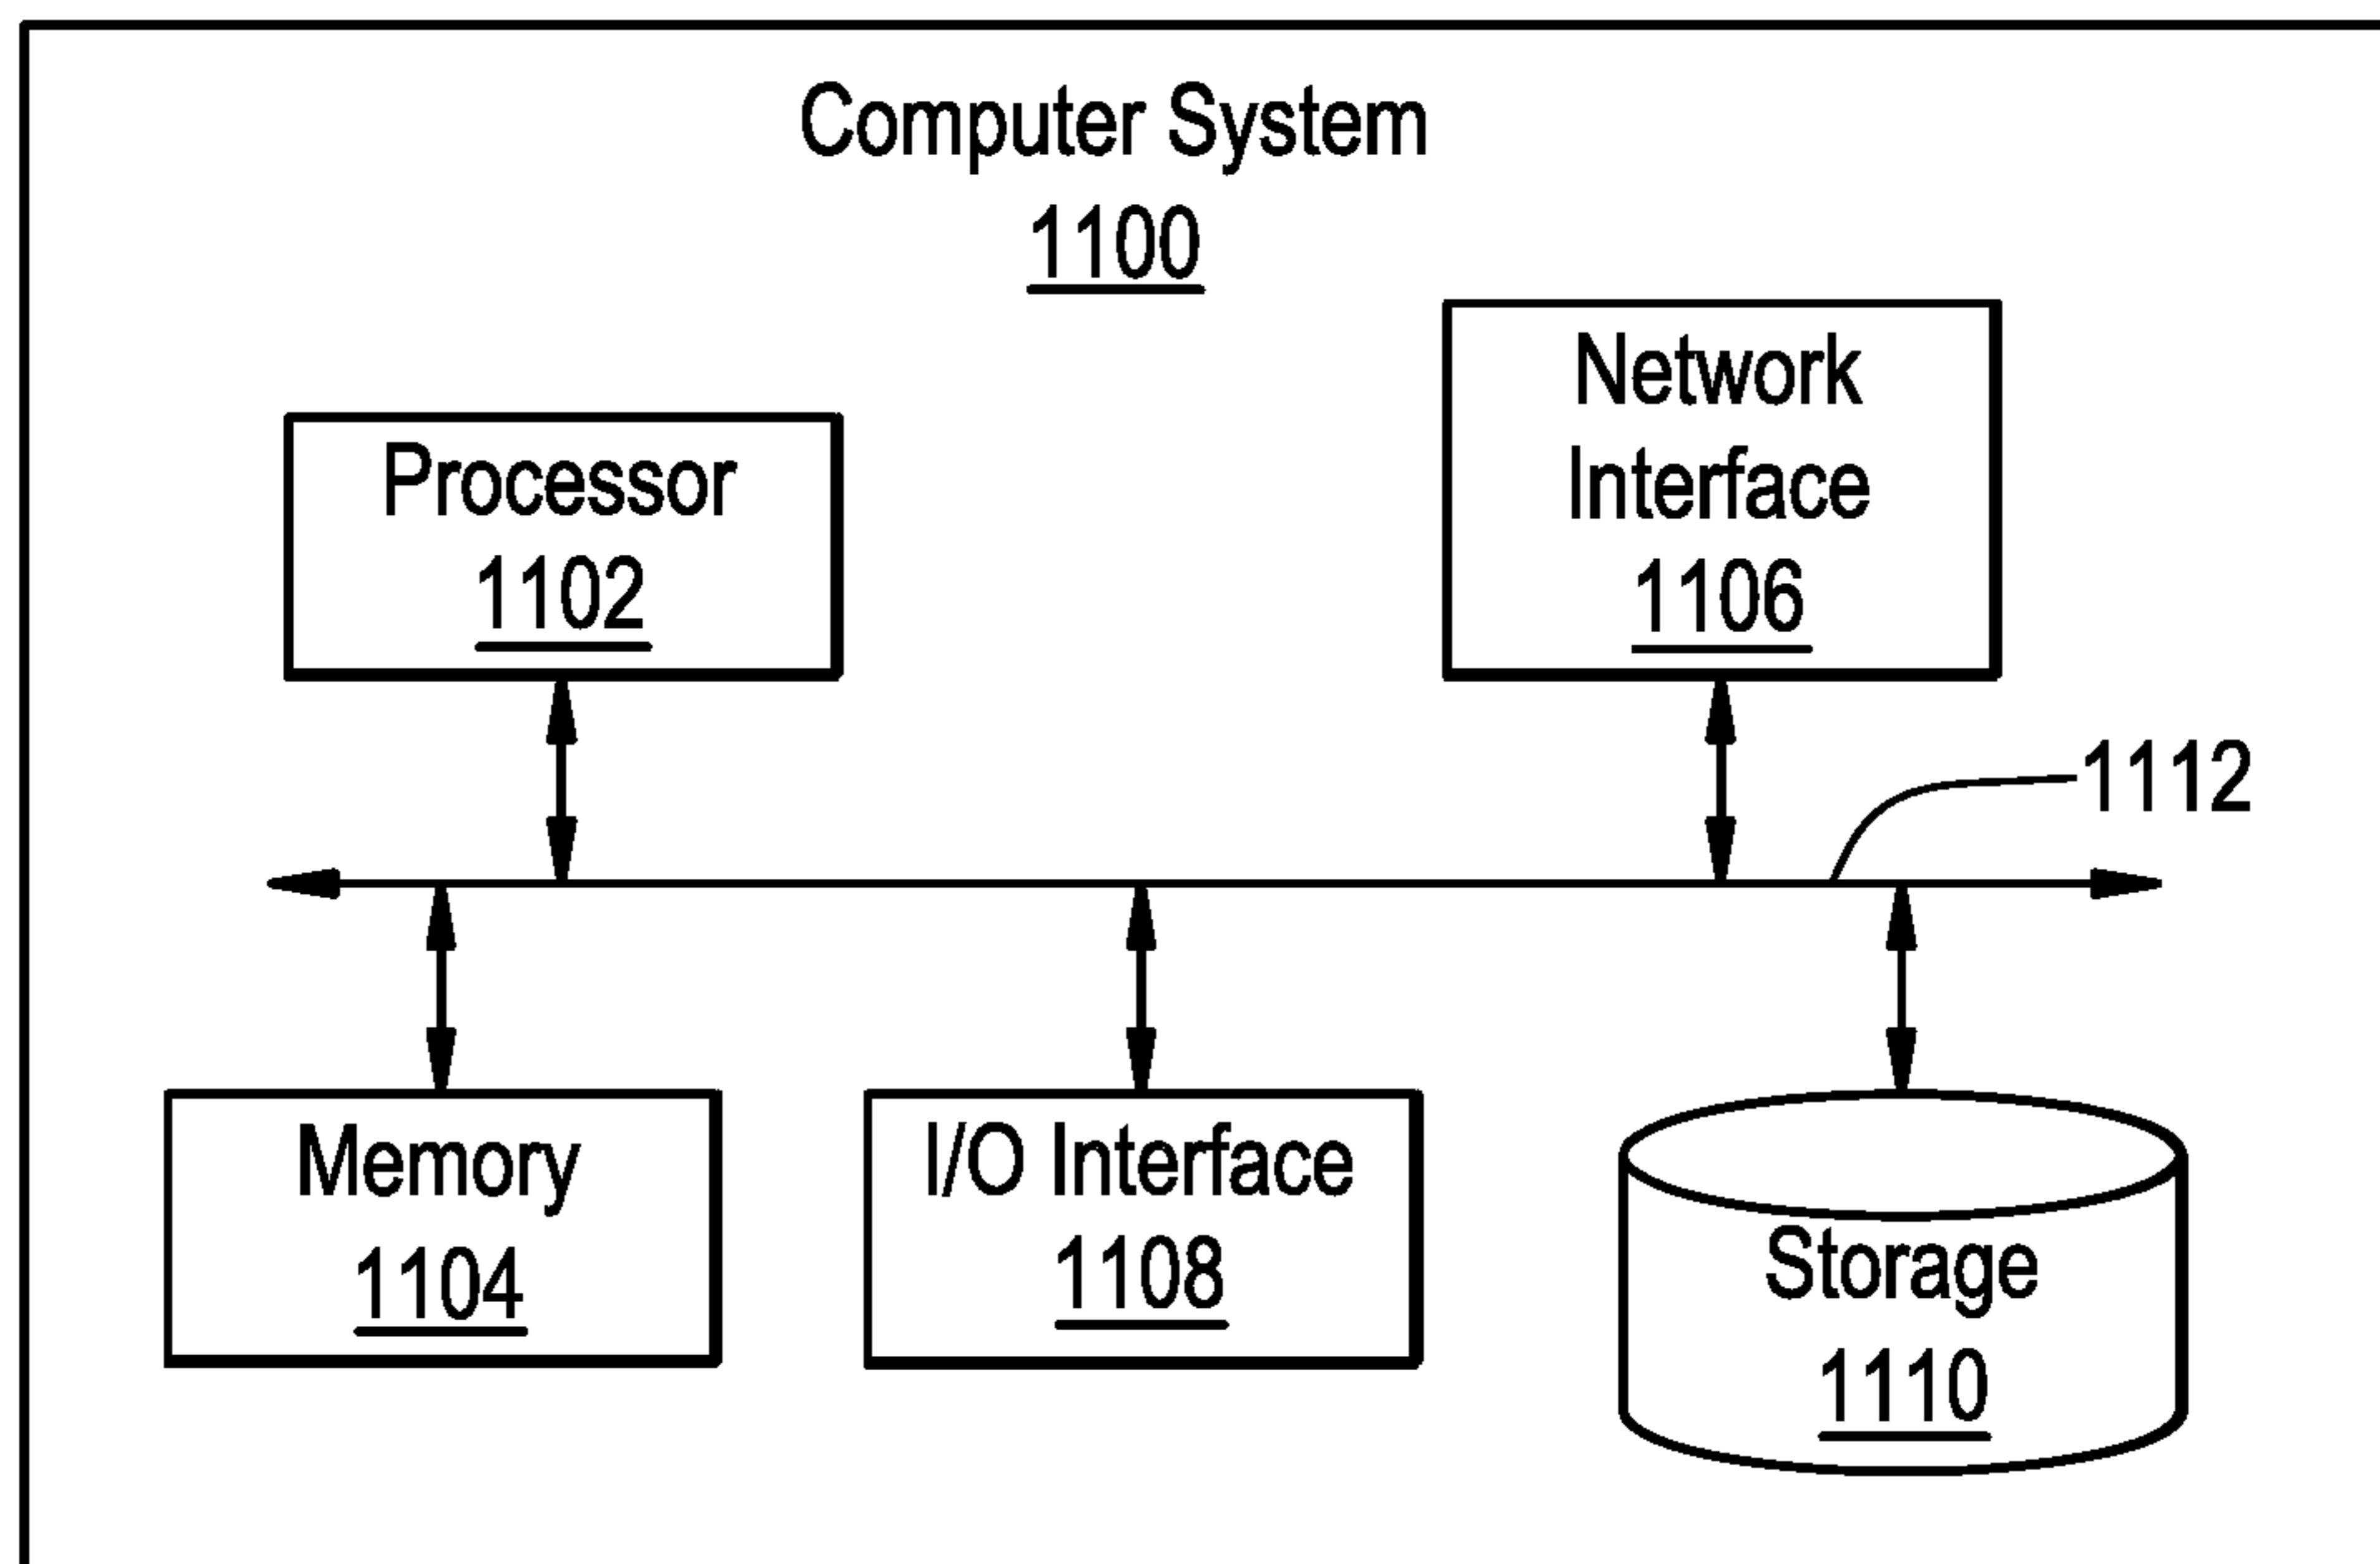 Computer System
1100
Processor
1102
Network
Interface
1106
1112
Memory
1104
I/O Interface
1108
Storage
1110